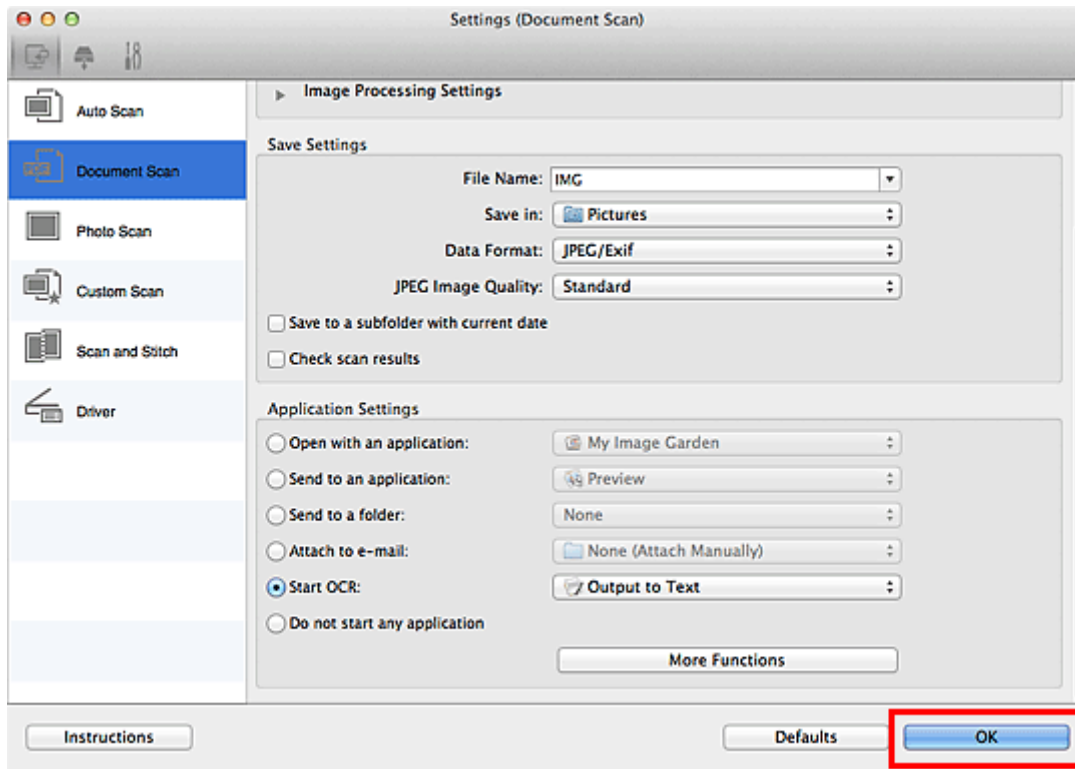 Settings (Document Scan)
Auto Scan
Document Scan
Photo Scan
Custom Scan
Scan and Stitch
Driver
Image Processing Settings
Save Settings
File Name: IMG
Save in: Pictures
Data Format: JPEG/Exif
JPEG Image Quality: Standard
Save to a subfolder with current date
Check scan results
Application Settings
Open with an application: My Image Garden
Send to an application: Preview
Send to a folder: None
Attach to e-mail: None (Attach Manually)
Start OCR: Output to Text
Do not start any application
More Functions
Instructions Defaults OK